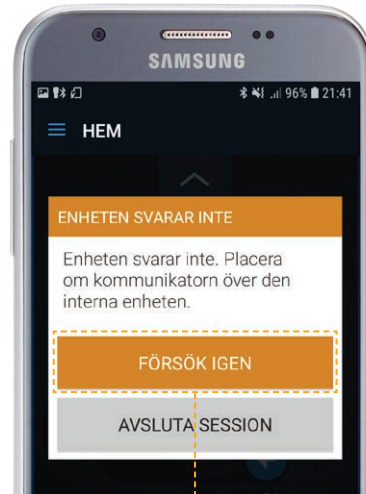 SAMSUNG
96% 21:41
HEM
ENHETEN SVARAR INTE
Enheten svarar inte. Placera
om kommunikatorn över den
interna enheten.
FÖRSÖK IGEN
AVSLUTA SESSION